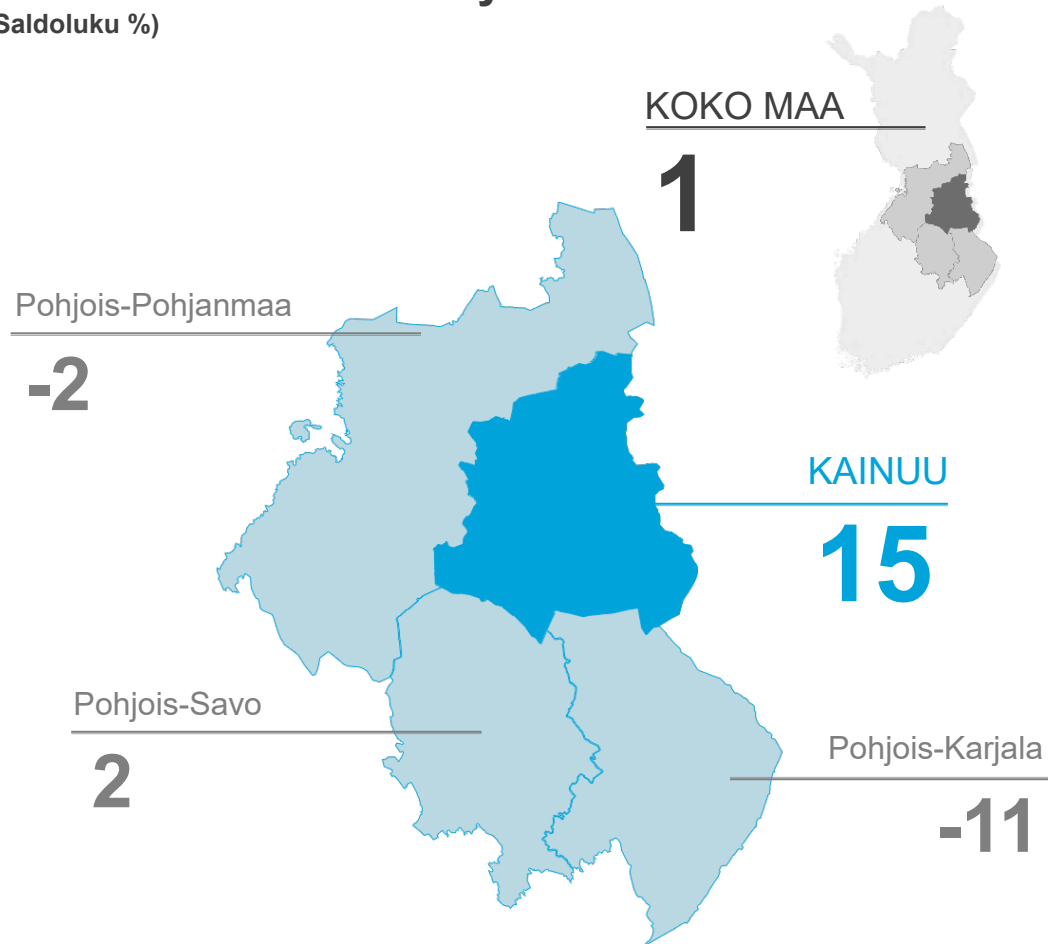 Saldoluku %)
KOKO MAA
1
Pohjois-Pohjanmaa
-2
KAINUU
15
Pohjois-Savo
2
Pohjois-Karjala
-11